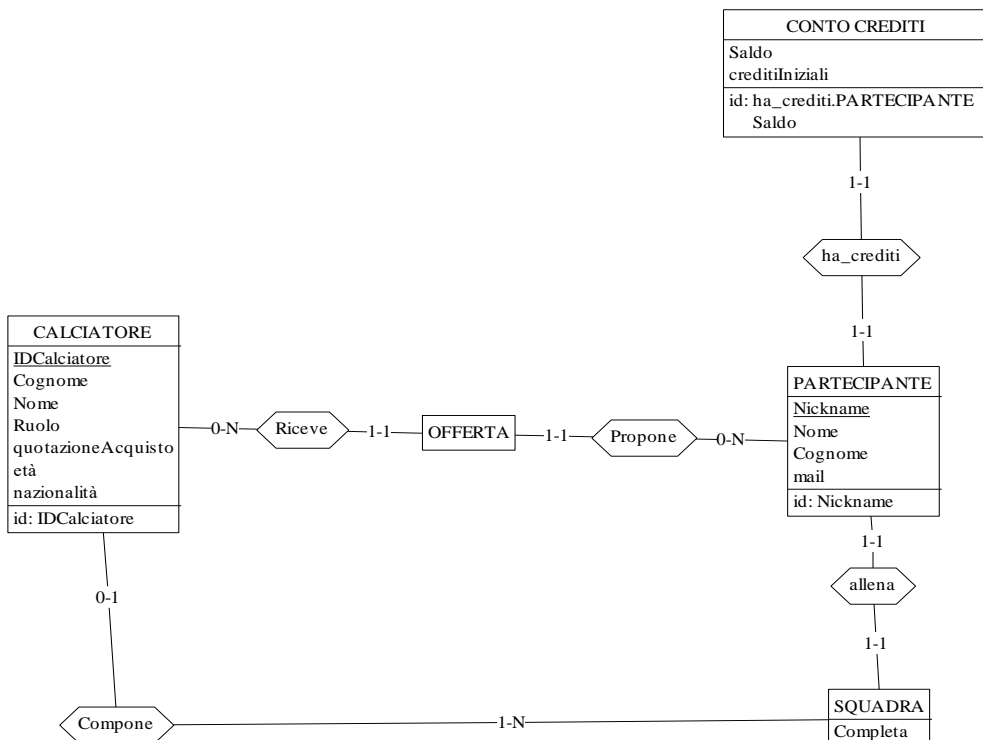 CONTO CREDITI
Saldo
creditiIniziali
id: ha_crediti.PARTECIPANTE
Saldo
1-1
ha_crediti
1-1
CALCIATORE
IDCalciatore
Cognome
Nome
Ruolo
quotazioneAcquisto
età
nazionalità
id: IDCalciatore
0-N
Riceve
1-1
OFFERTA
1-1
Propone
0-N
PARTECIPANTE
Nickname
Nome
Cognome
mail
id: Nickname
1-1
allena
1-1
0-1
Compone
1-N
SQUADRA
Completa